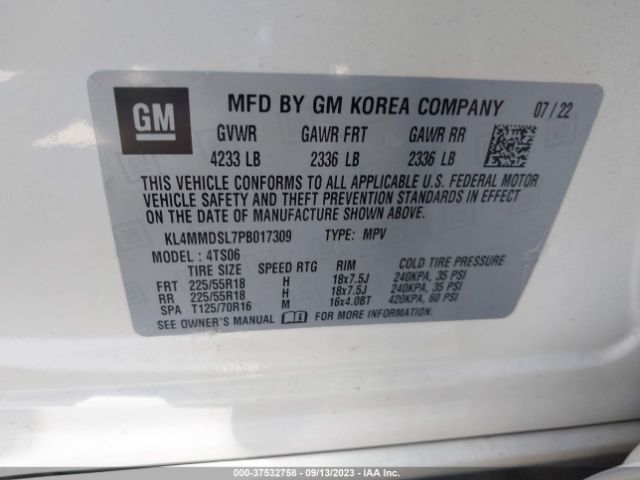 GM MFD BY GM KOREA COMPANY 07/22
GVWR GAWR FRT GAWR RR
4233 LB 2336 LB 2336 LB
THIS VEHICLE CONFORMS TO ALL APPLICABLE U.S. FEDERAL MOTOR
VEHICLE SAFETY AND THEFT PREVENTION STANDARDS IN EFFECT
ON THE DATE OF MANUFACTURE SHOWN ABOVE.
KL4MMDSL7PB017309 TYPE: MPV
MODEL: 4TS06
TIRE SIZE SPEED RTG RIM COLD TIRE PRESSURE
FRT 225/55R18 H 18x7.5J 240KPA, 35 PSI
RR 225/55R18 H 18x7.5J 240KPA, 35 PSI
SPA T125/70R16 M 16x4.0BT 420KPA, 60 PSI
SEE OWNER'S MANUAL FOR MORE INFORMATION.
000-37532758 - 09/13/2023 - IAA Inc.